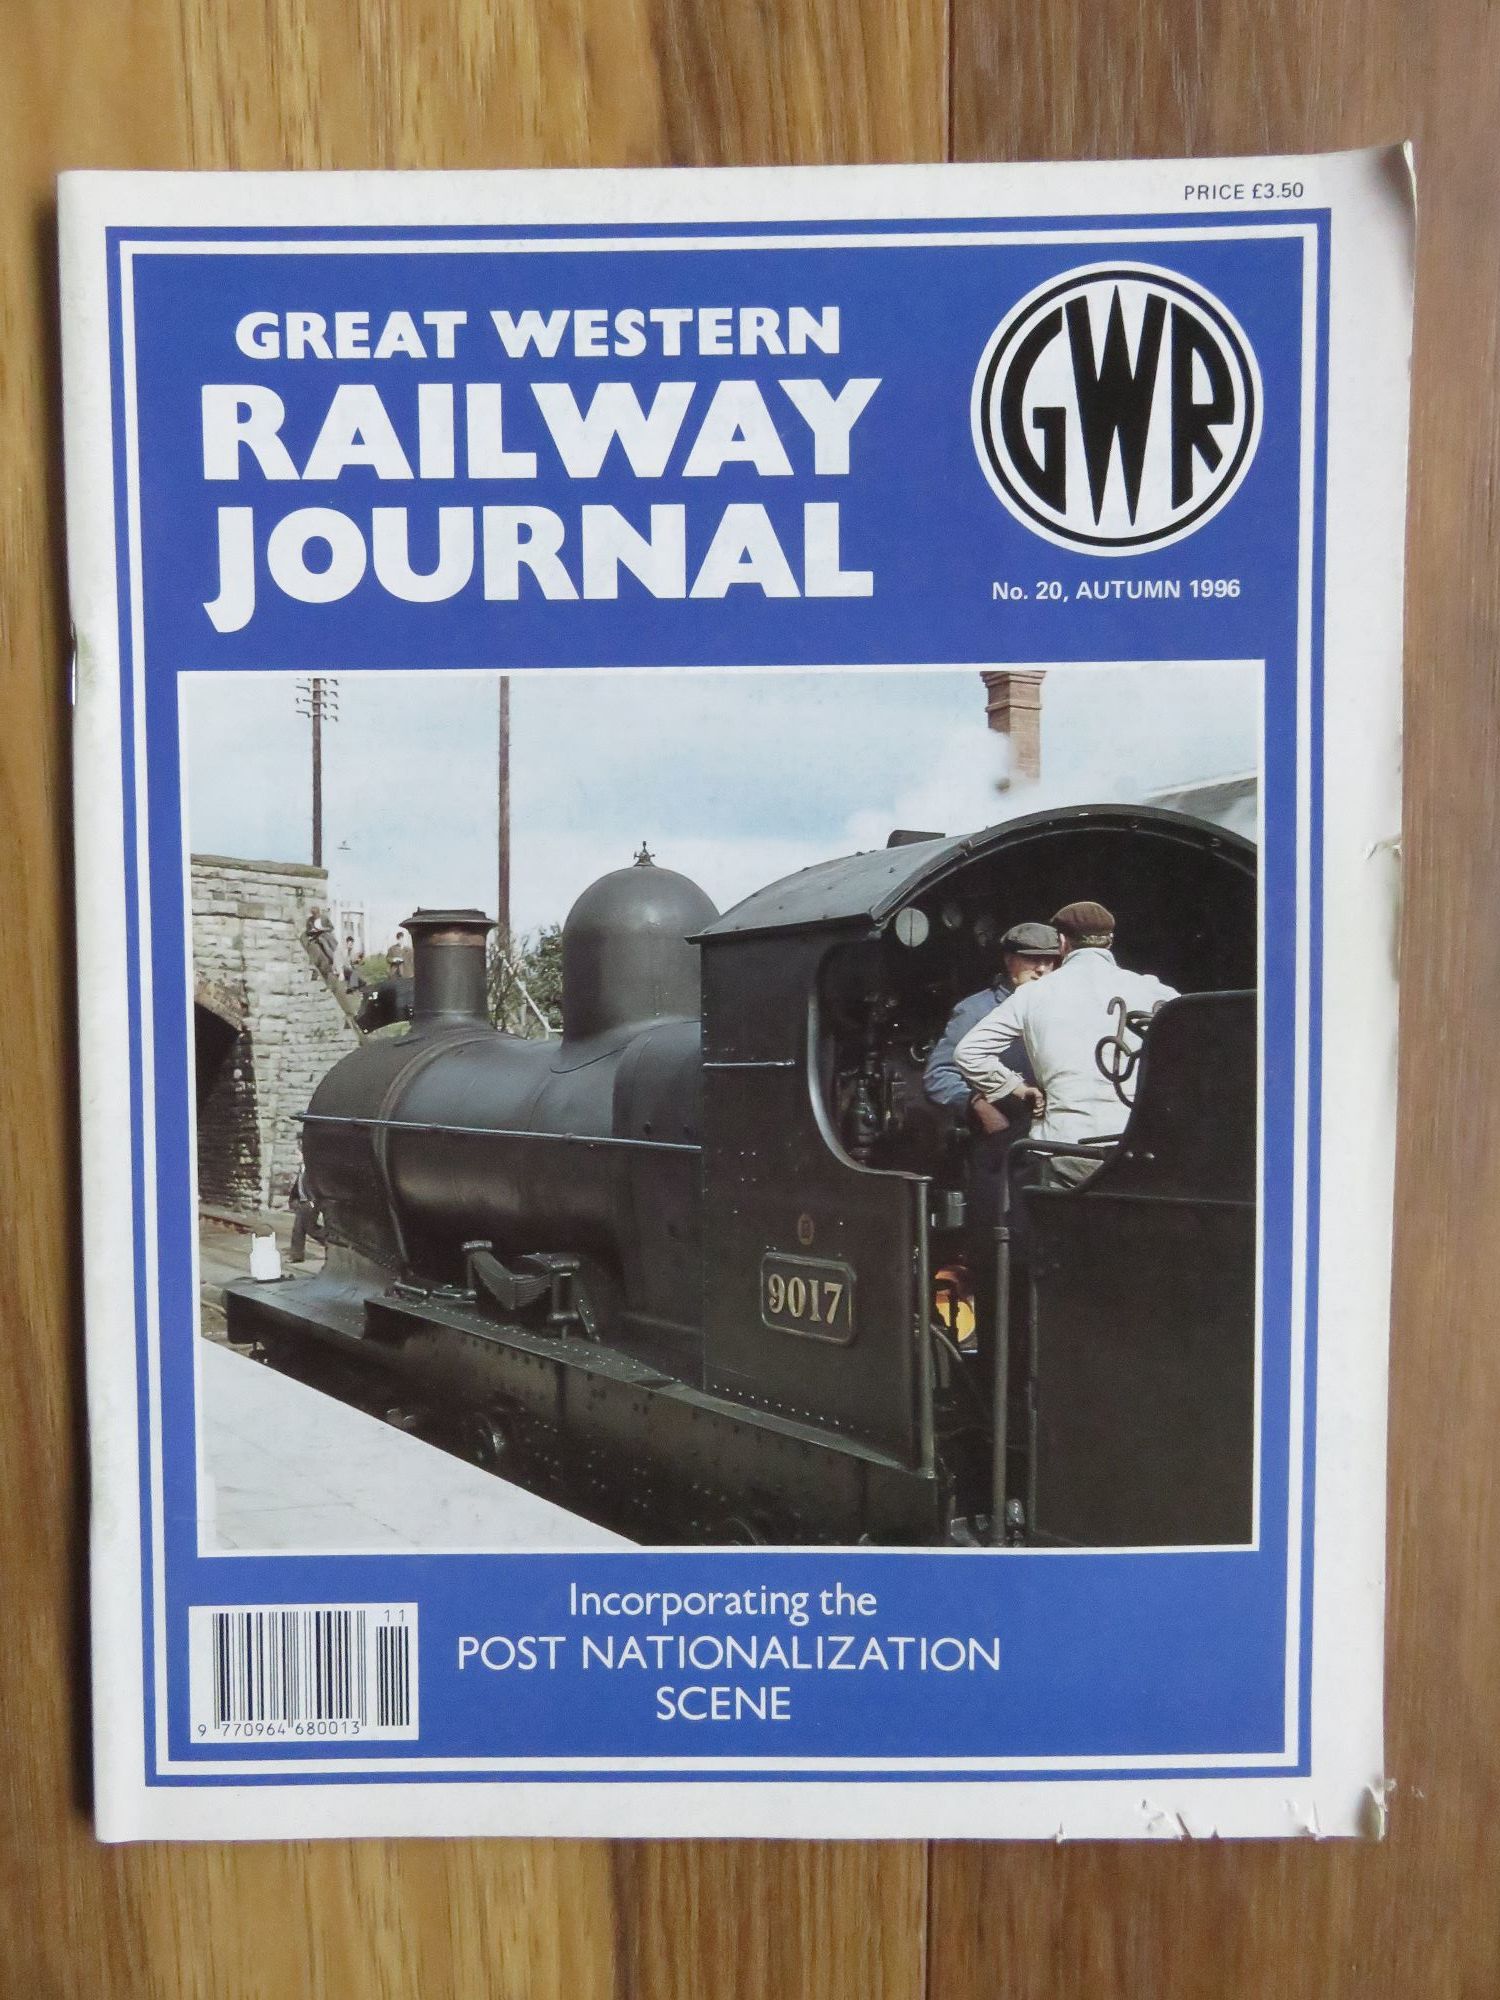 PRICE £3.50
GREAT WESTERN
RAILWAY
JOURNAL
GWR
No. 20, AUTUMN 1996
9017
Incorporating the
POST NATIONALIZATION
SCENE
11
9 770964 680013